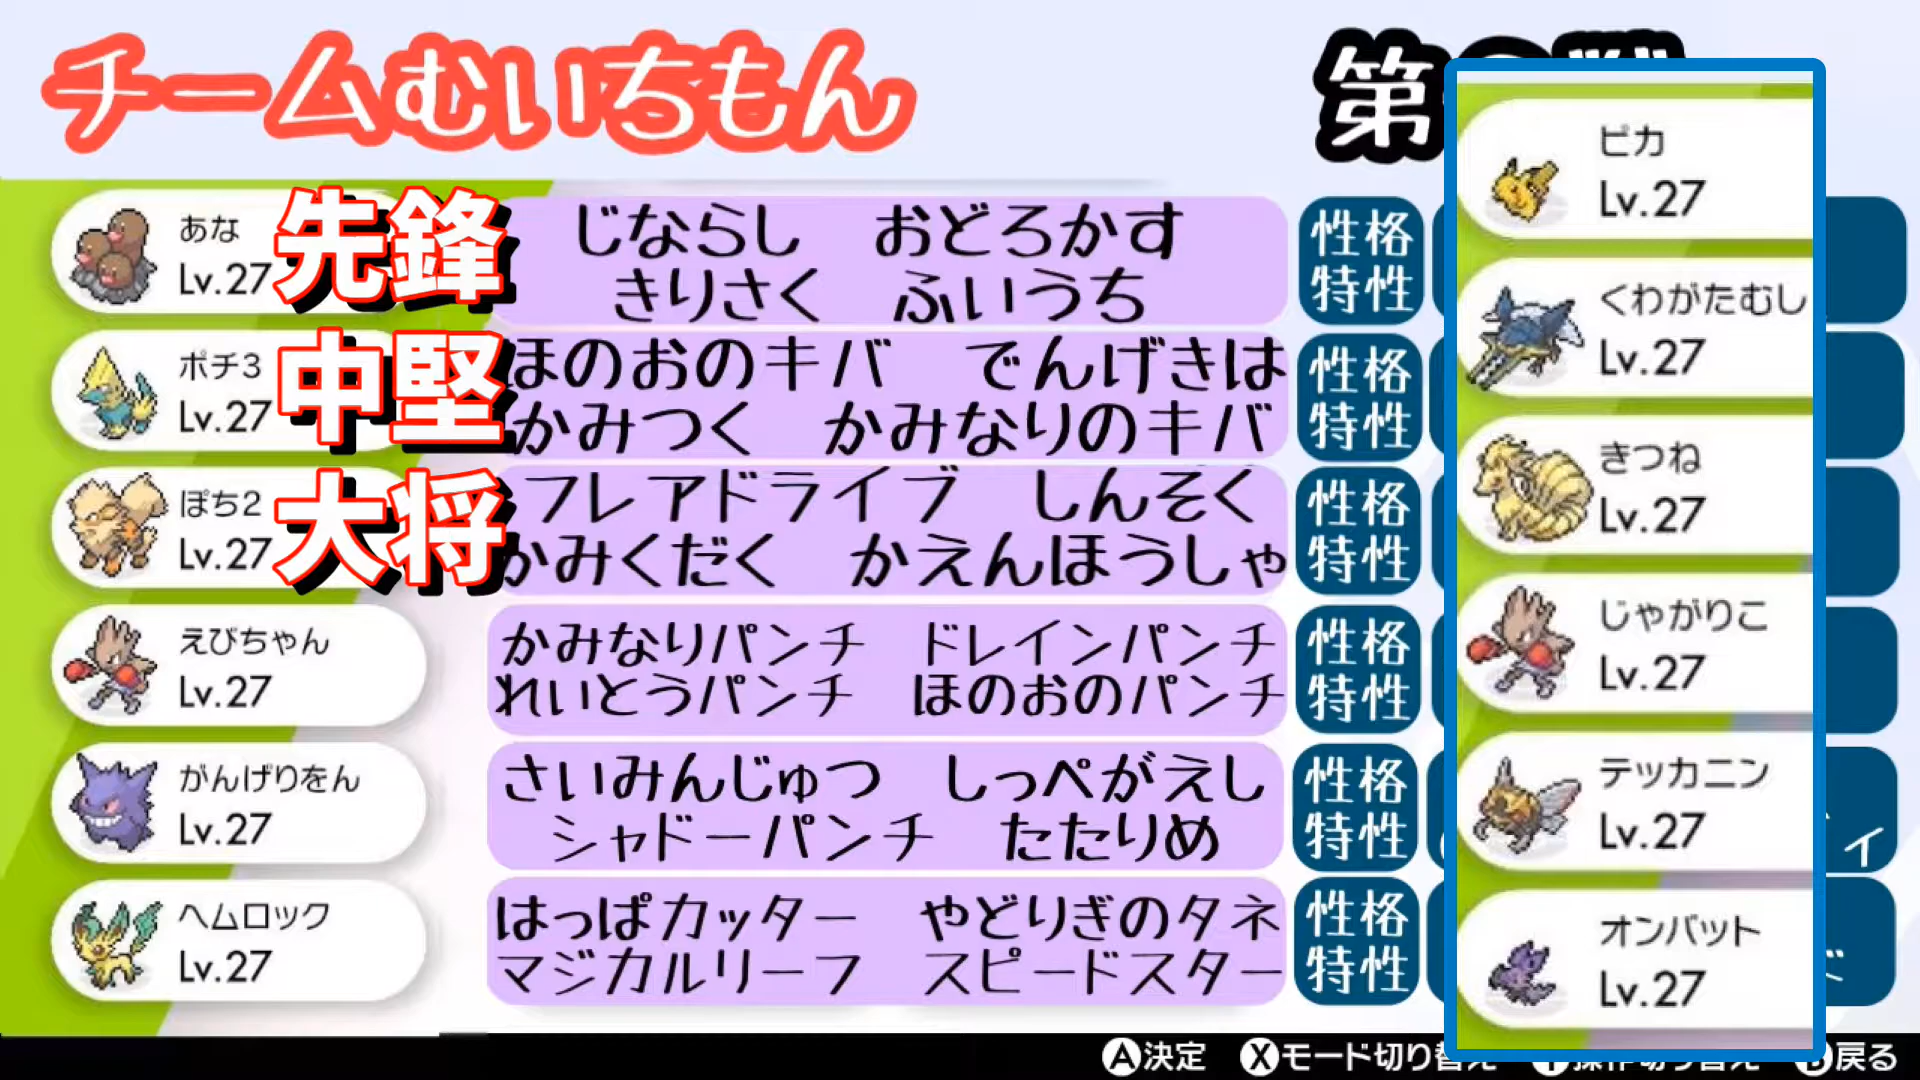 チームむいちもん
第
あな
Lv.27
先鋒
じならし おどろかす
きりさく ふいうち
性格
特性
ポチ3
Lv.27
中堅
ほのおのキバ でんげきは
かみつく かみなりのキバ
性格
特性
ぽち2
Lv.27
大将
フレアドライブ しんそく
かみくだく かえんほうしゃ
性格
特性
えびちゃん
Lv.27
かみなりパンチ ドレインパンチ
れいとうパンチ ほのおのパンチ
性格
特性
がんげりをん
Lv.27
さいみんじゅつ しっぺがえし
シャドーパンチ たたりめ
性格
特性
ィ
ヘムロック
Lv.27
はっぱカッター やどりぎのタネ
マジカルリーフ スピードスター
性格
特性
ピカ
Lv.27
くわがたむし
Lv.27
きつね
Lv.27
じゃがりこ
Lv.27
テッカニン
Lv.27
オンバット
Lv.27
A決定 Xモード切り替え 操作切り替え 戻る